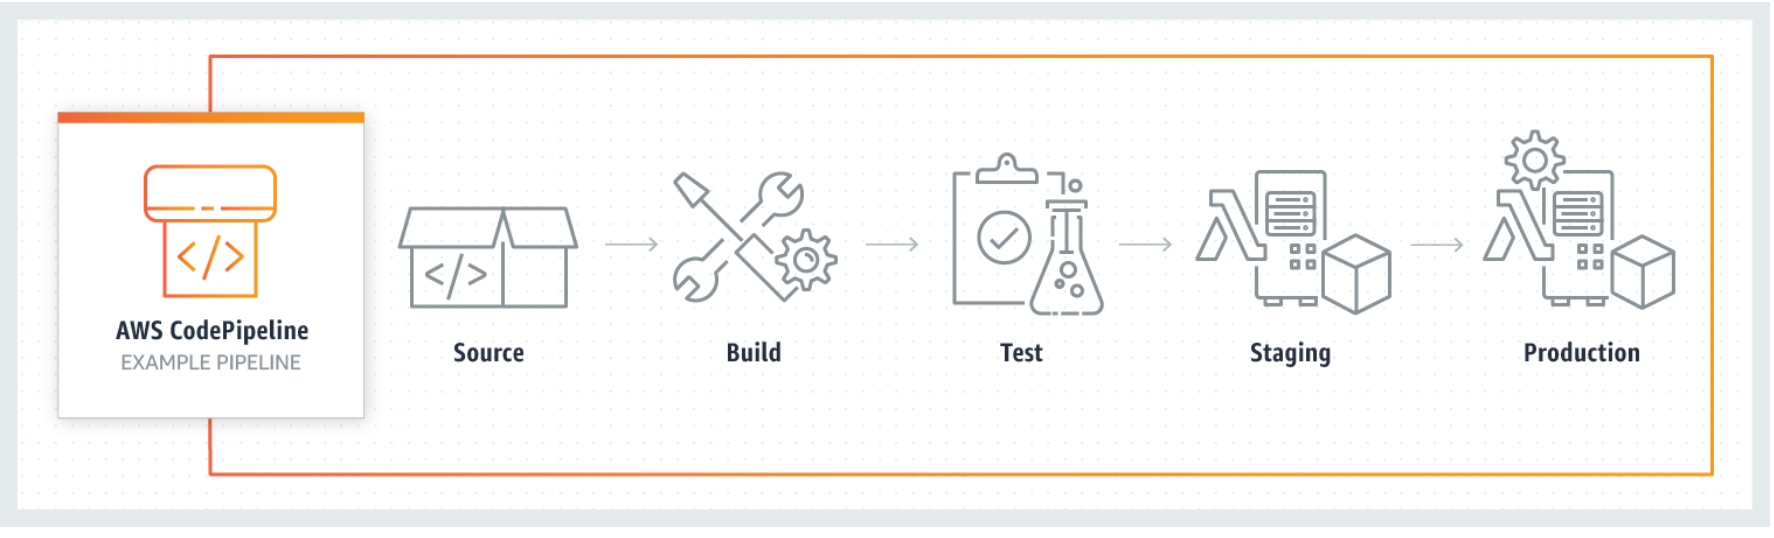 AWS CodePipeline
EXAMPLE PIPELINE
</>
</>
Source
Build
Test
Staging
Production